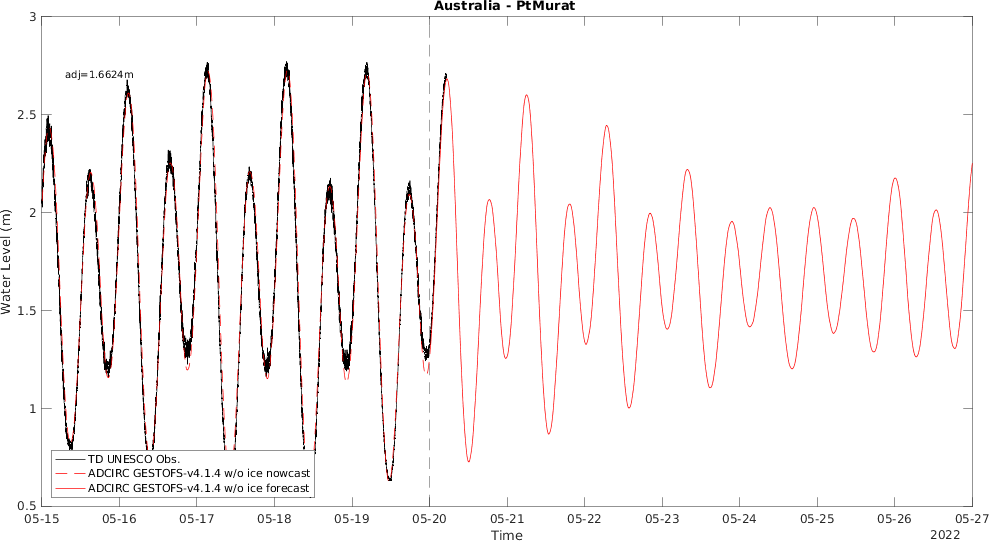 Australia - PtMurat
3
adj=1.6624m
2.5
2
Water Level (m)
1.5
1
TD UNESCO Obs.
ADCIRC GESTOFS-v4.1.4 w/o ice nowcast
ADCIRC GESTOFS-v4.1.4 w/o ice forecast
0.5
05-15 05-16 05-17 05-18 05-19 05-20 05-21 05-22 05-23 05-24 05-25 05-26 05-27
Time
2022